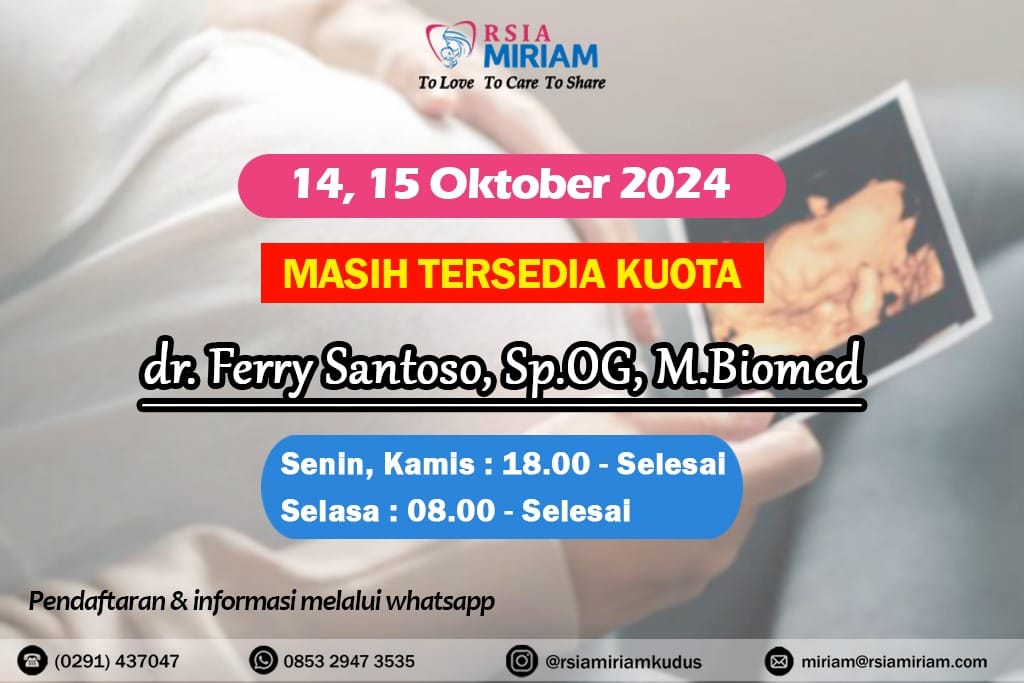 RSIA
MIRIAM
To Love To Care To Share
14, 15 Oktober 2024
MASIH TERSEDIA KUOTA
dr. Ferry Santoso, Sp.OG, M.Biomed
Senin, Kamis : 18.00 - Selesai
Selasa : 08.00 - Selesai
Pendaftaran & informasi melalui whatsapp
(0291) 437047 0853 2947 3535 @rsiamiriamkudus miriam@rsiamiriam.com